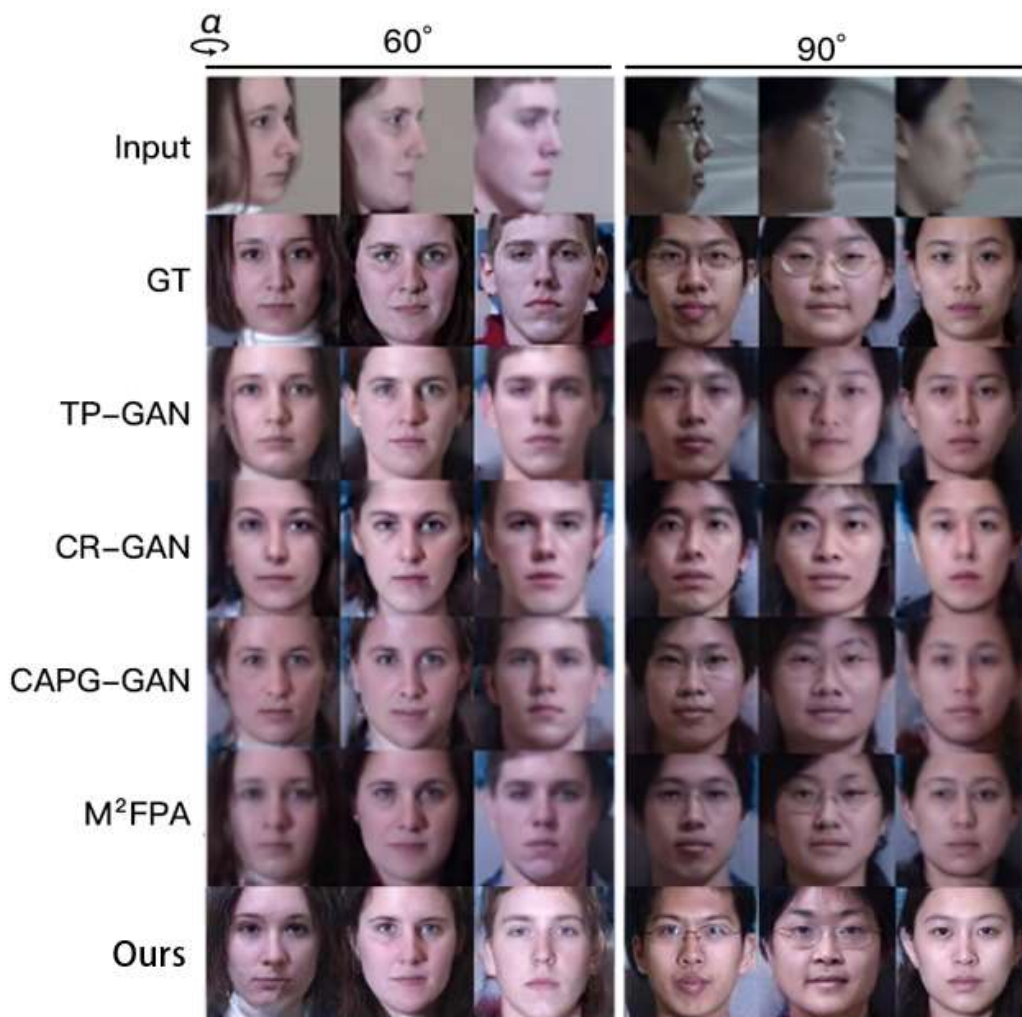 α
60°
90°
Input
GT
TP-GAN
CR-GAN
CAPG-GAN
M²FPA
Ours